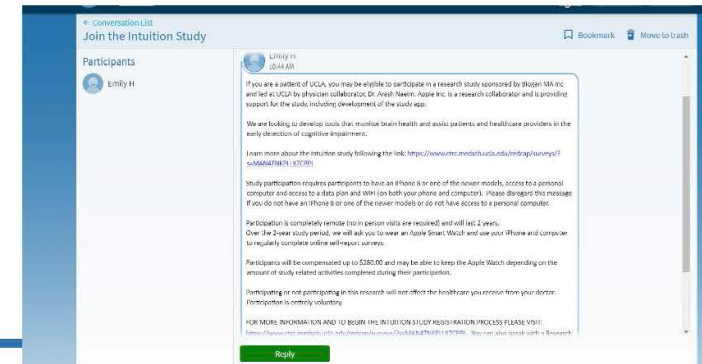 ← Conversation List
Join the Intuition Study
Bookmark Move to trash
Participants
Emily H
Emily H
10:44 AM
If you are a patient of UCLA, you may be eligible to participate in a research study sponsored by Biogen MA Inc
and led at UCLA by physician collaborator, Dr. Arash Naeim. Apple Inc. is a research collaborator and is providing
support for the study, including development of the study app.
We are looking to develop tools that monitor brain health and assist patients and healthcare providers in the
early detection of cognitive impairment.
Learn more about the Intuition study following the link: https://www.ctrc.medsch.ucla.edu/redcap/surveys/?
Study participation requires participants to have an iPhone 8 or one of the newer models, access to a personal
computer and access to a data plan and WIFI (on both your phone and computer). Please disregard this message
if you do not have an iPhone 8 or one of the newer models or do not have access to a personal computer.
Participation is completely remote (no in person visits are required) and will last 2 years.
Over the 2-year study period, we will ask you to wear an Apple Smart Watch and use your iPhone and computer
to regularly complete online self-report surveys.
Participants will be compensated up to $280.00 and may be able to keep the Apple Watch depending on the
amount of study related activities completed during their participation.
Participating or not participating in this research will not affect the healthcare you receive from your doctor.
Participation is entirely voluntary.
FOR MORE INFORMATION AND TO BEGIN THE INTUITION STUDY REGISTRATION PROCESS PLEASE VISIT:
You can also speak with a Research
Reply